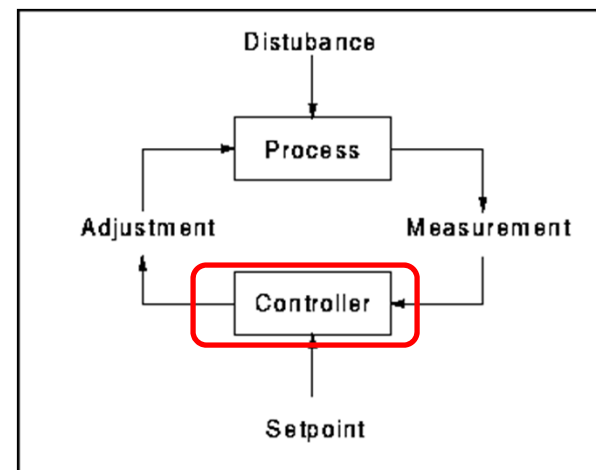 Distubance
Process
Adjustment
Measurement
Controller
Setpoint